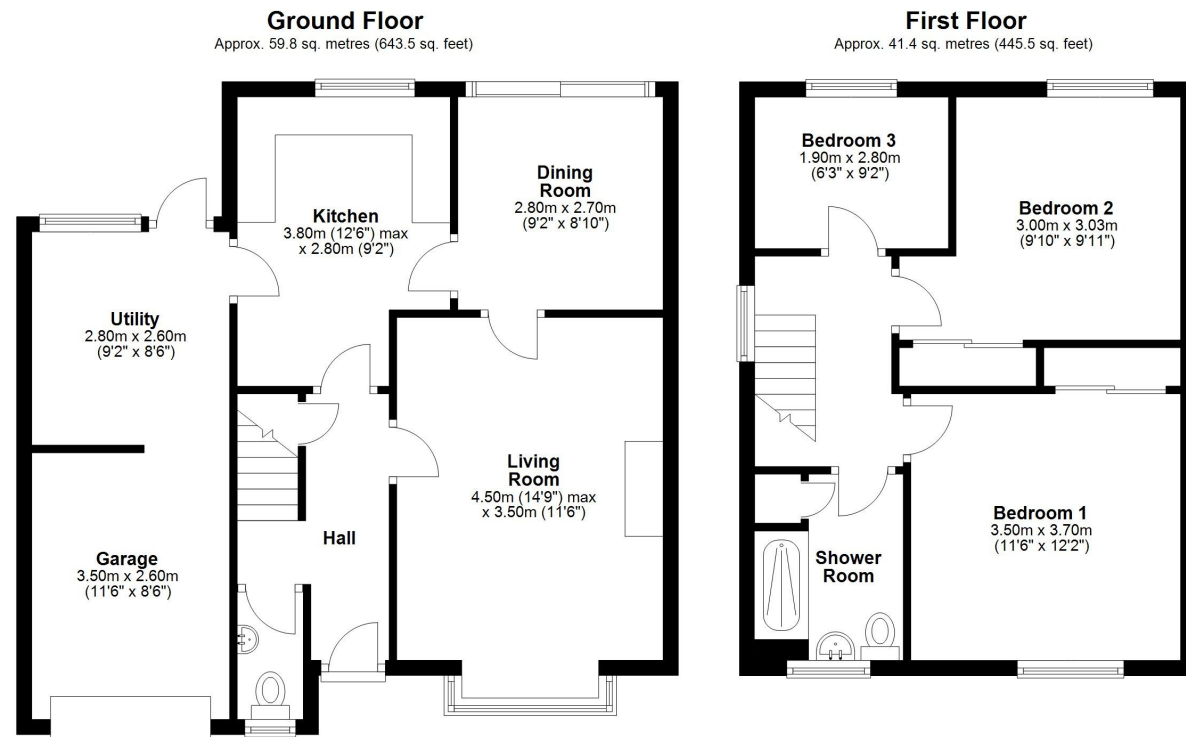 Ground Floor
Approx. 59.8 sq. metres (643.5 sq. feet)
Kitchen
3.80m (12'6") max
x 2.80m (9'2")
Dining
Room
2.80m x 2.70m
(9'2" x 8'10")
Utility
2.80m x 2.60m
(9'2" x 8'6")
Living
Room
4.50m (14'9") max
x 3.50m (11'6")
Hall
Garage
3.50m x 2.60m
(11'6" x 8'6")
First Floor
Approx. 41.4 sq. metres (445.5 sq. feet)
Bedroom 3
1.90m x 2.80m
(6'3" x 9'2")
Bedroom 2
3.00m x 3.03m
(9'10" x 9'11")
Bedroom 1
3.50m x 3.70m
(11'6" x 12'2")
Shower
Room